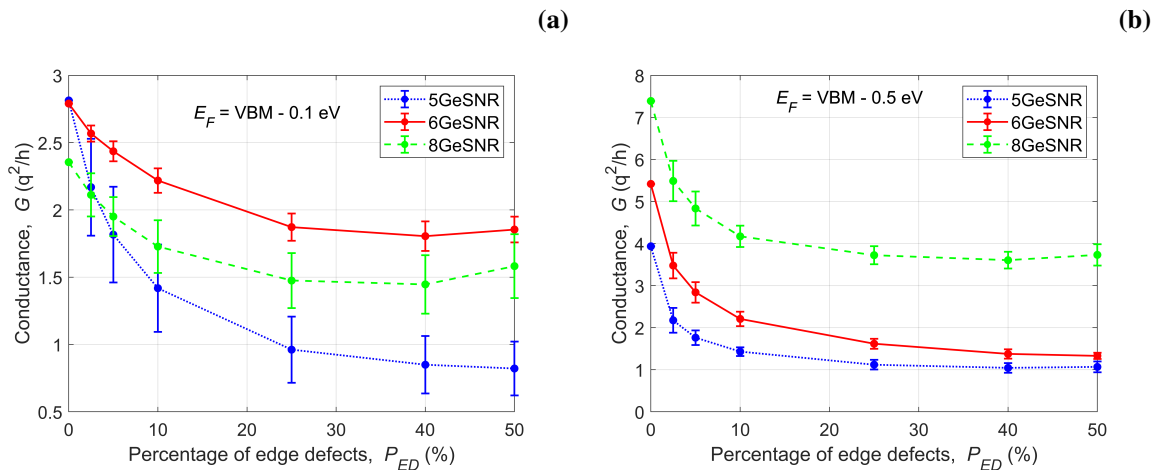 (a)
(b)
E_F = VBM - 0.1 eV
5GeSNR
6GeSNR
8GeSNR
Conductance, G (q²/h)
3
2.5
2
1.5
1
0.5
0 10 20 30 40 50
Percentage of edge defects, P_ED (%)
E_F = VBM - 0.5 eV
5GeSNR
6GeSNR
8GeSNR
Conductance, G (q²/h)
8
7
6
5
4
3
2
1
0
0 10 20 30 40 50
Percentage of edge defects, P_ED (%)